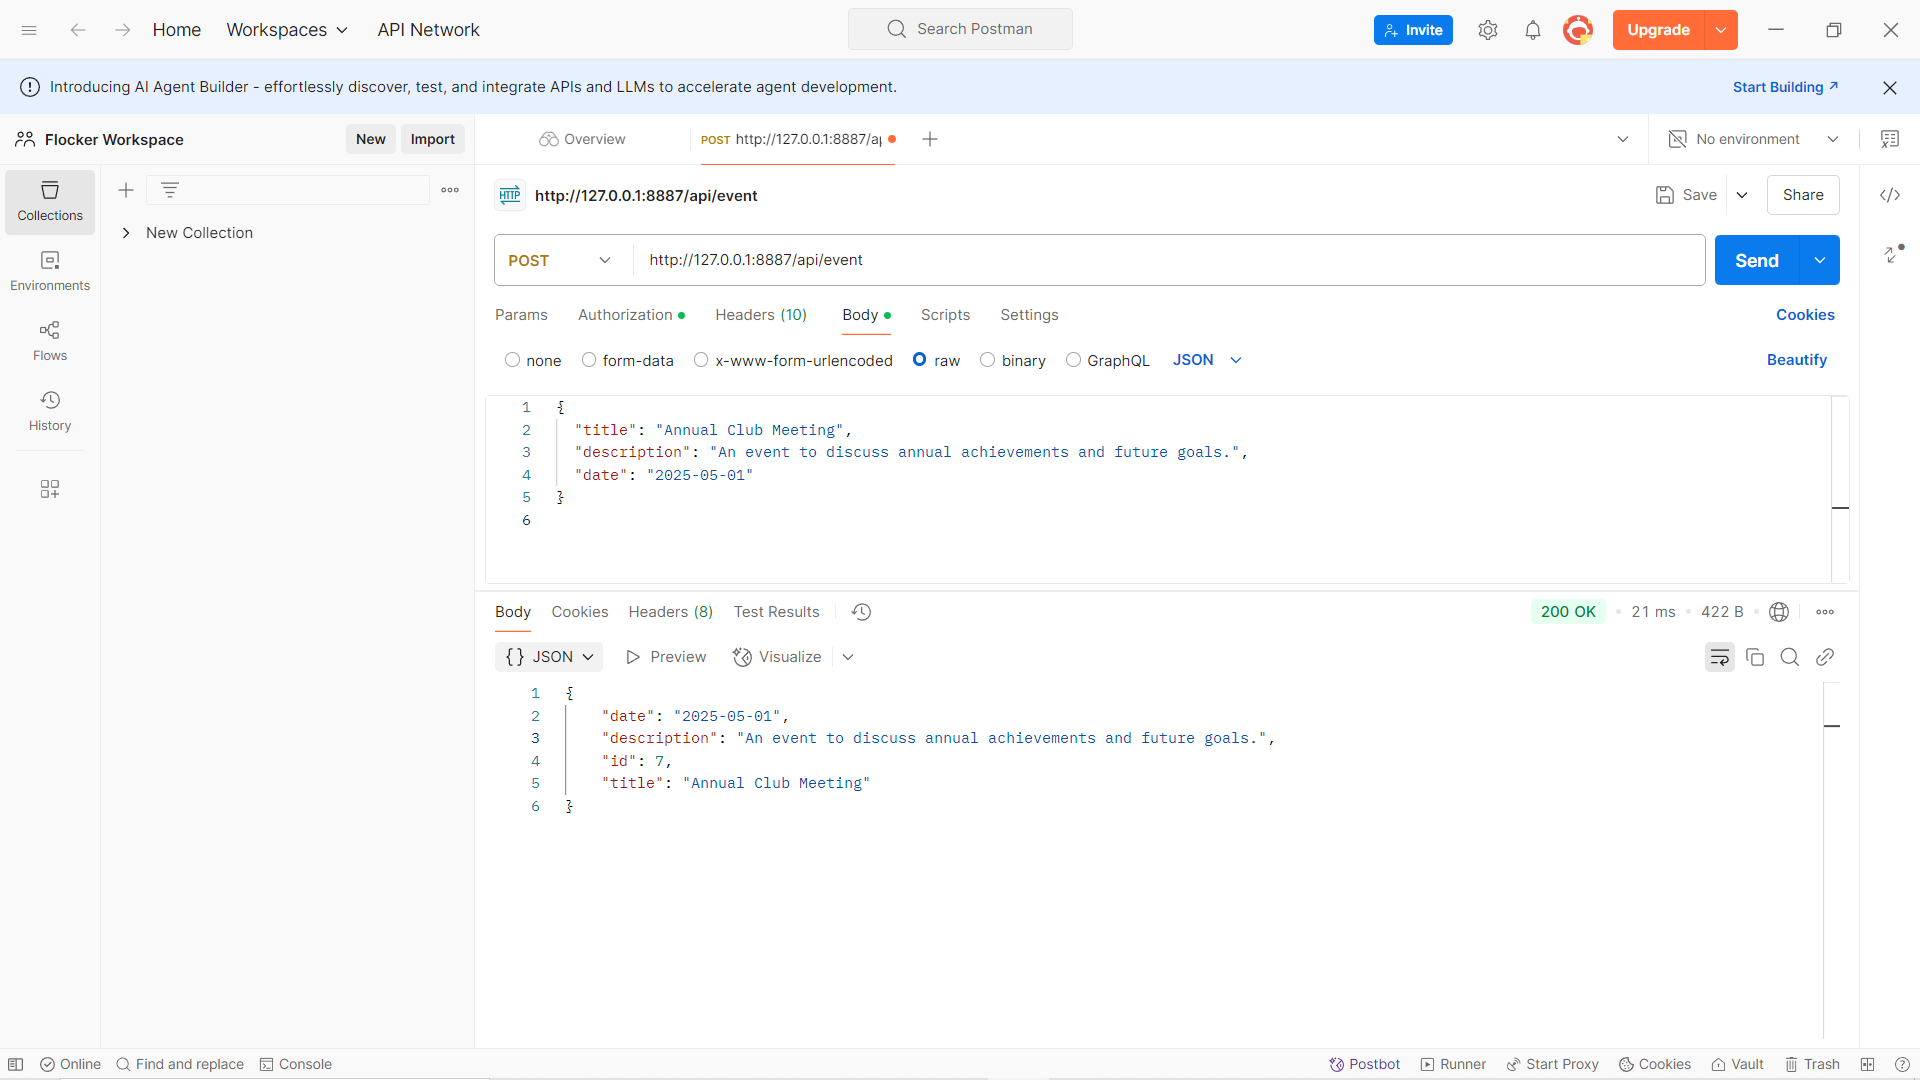 Home Workspaces API Network Search Postman Invite Upgrade
Introducing AI Agent Builder - effortlessly discover, test, and integrate APIs and LLMs to accelerate agent development. Start Building
Flocker Workspace New Import Overview POST http://127.0.0.1:8887/a No environment
Collections
Environments
Flows
History
New Collection
HTTP http://127.0.0.1:8887/api/event Save Share
POST http://127.0.0.1:8887/api/event Send
Params Authorization Headers (10) Body Scripts Settings Cookies
none form-data x-www-form-urlencoded raw binary GraphQL JSON Beautify
1 {
2 "title": "Annual Club Meeting",
3 "description": "An event to discuss annual achievements and future goals.",
4 "date": "2025-05-01"
5 }
6
Body Cookies Headers (8) Test Results 200 OK 21 ms 422 B
{} JSON Preview Visualize
1 {
2 "date": "2025-05-01",
3 "description": "An event to discuss annual achievements and future goals.",
4 "id": 7,
5 "title": "Annual Club Meeting"
6 }
Online Find and replace Console Postbot Runner Start Proxy Cookies Vault Trash